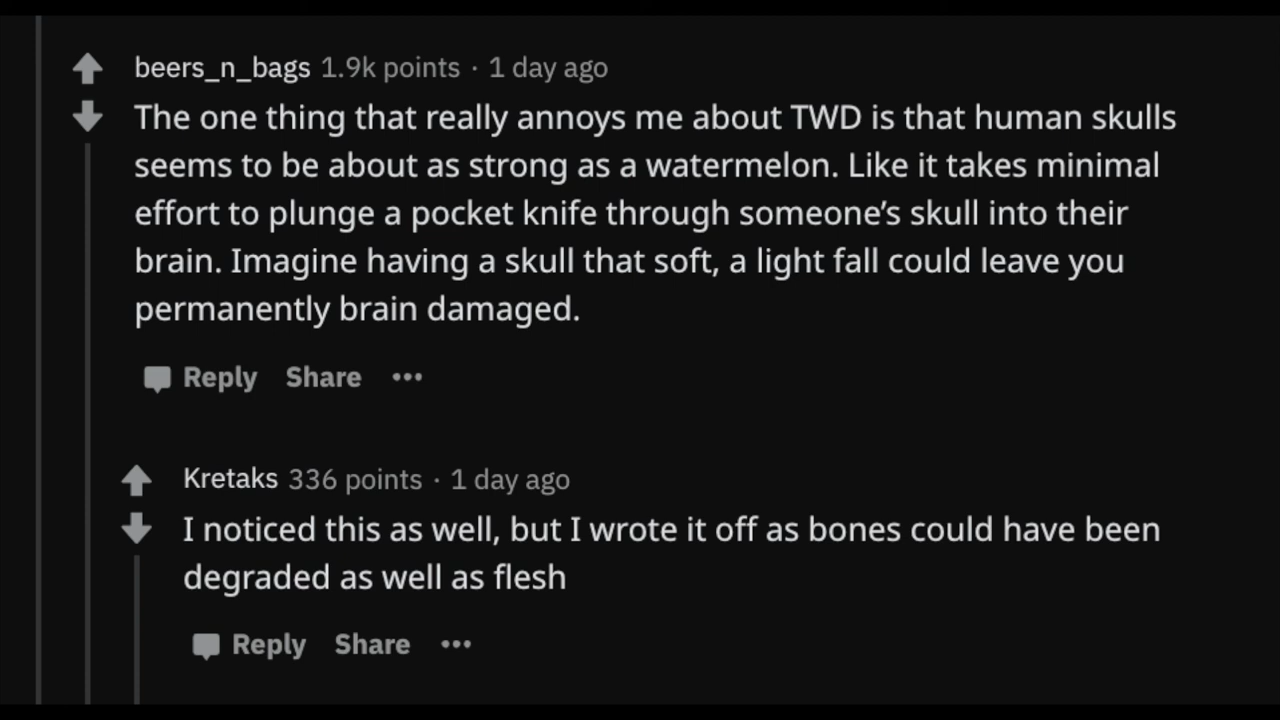 beers_n_bags 1.9k points · 1 day ago
The one thing that really annoys me about TWD is that human skulls
seems to be about as strong as a watermelon. Like it takes minimal
effort to plunge a pocket knife through someone’s skull into their
brain. Imagine having a skull that soft, a light fall could leave you
permanently brain damaged.
Reply Share ···
Kretaks 336 points · 1 day ago
I noticed this as well, but I wrote it off as bones could have been
degraded as well as flesh
Reply Share ···